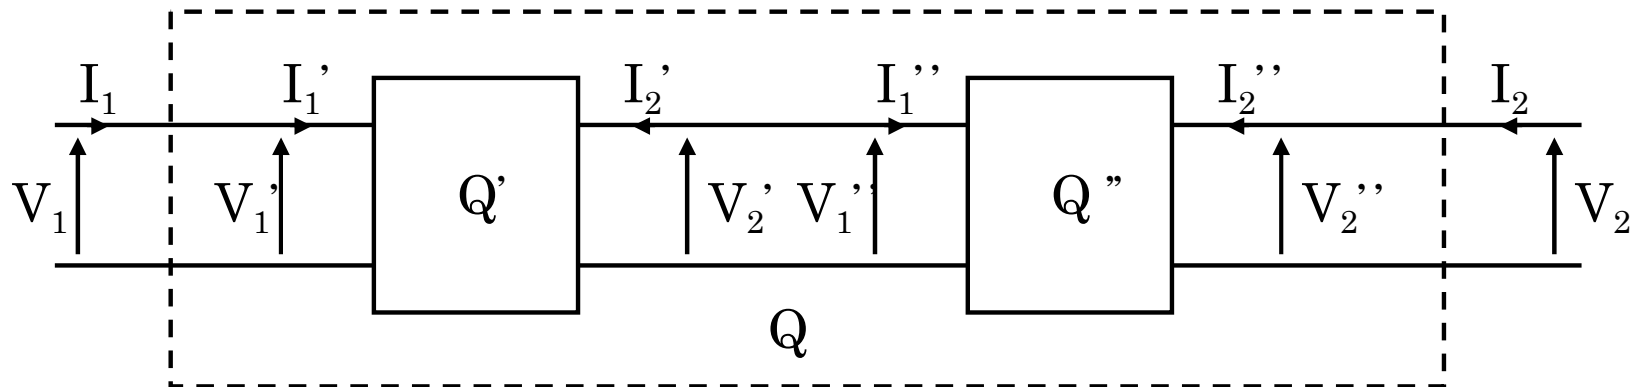 I₁ I₁' I₂' I₁'' I₂'' I₂
V₁ V₁' Q' V₂' V₁'' Q" V₂'' V₂
Q